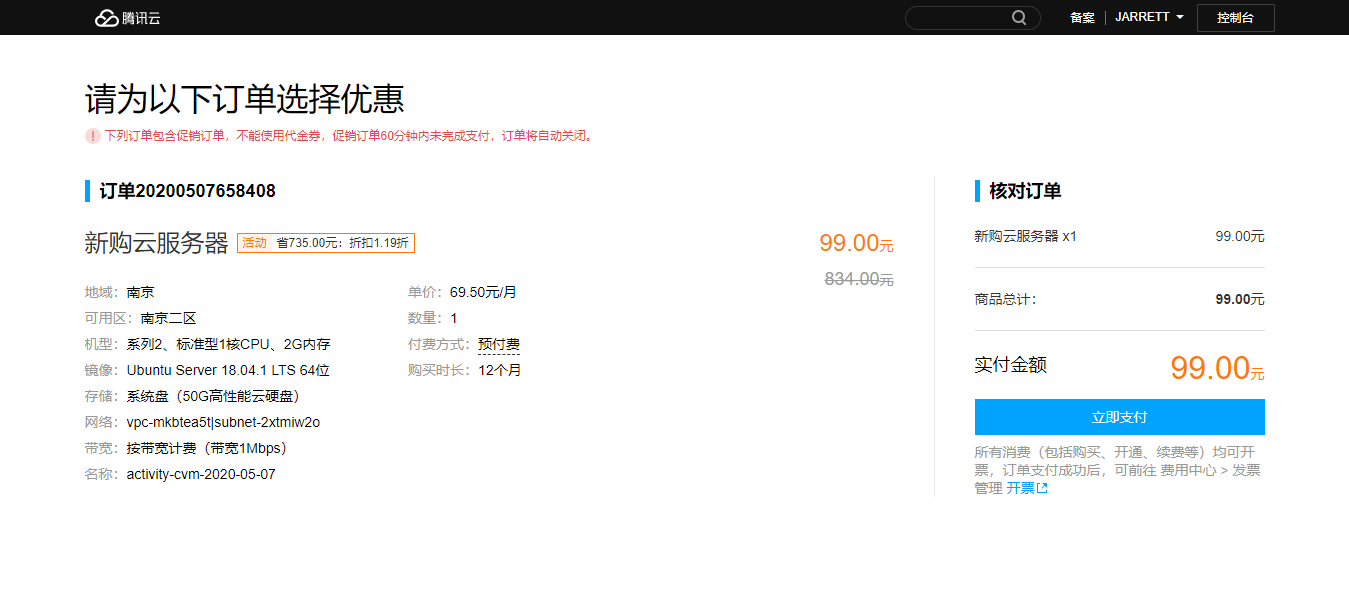 腾讯云
备案
JARRETT
控制台
请为以下订单选择优惠
! 下列订单包含促销订单，不能使用代金券，促销订单60分钟内未完成支付，订单将自动关闭。
订单20200507658408
新购云服务器 活动 省735.00元；折扣1.19折
99.00元
834.00元
地域： 南京
可用区： 南京二区
机型： 系列2、标准型1核CPU、2G内存
镜像： Ubuntu Server 18.04.1 LTS 64位
存储： 系统盘（50G高性能云硬盘）
网络： vpc-mkbtea5t|subnet-2xtmiw2o
带宽： 按带宽计费（带宽1Mbps）
名称： activity-cvm-2020-05-07
单价： 69.50元/月
数量： 1
付费方式： 预付费
购买时长： 12个月
核对订单
新购云服务器 x1 99.00元
商品总计： 99.00元
实付金额 99.00元
立即支付
所有消费（包括购买、开通、续费等）均可开
票，订单支付成功后，可前往 费用中心 > 发票
管理 开票